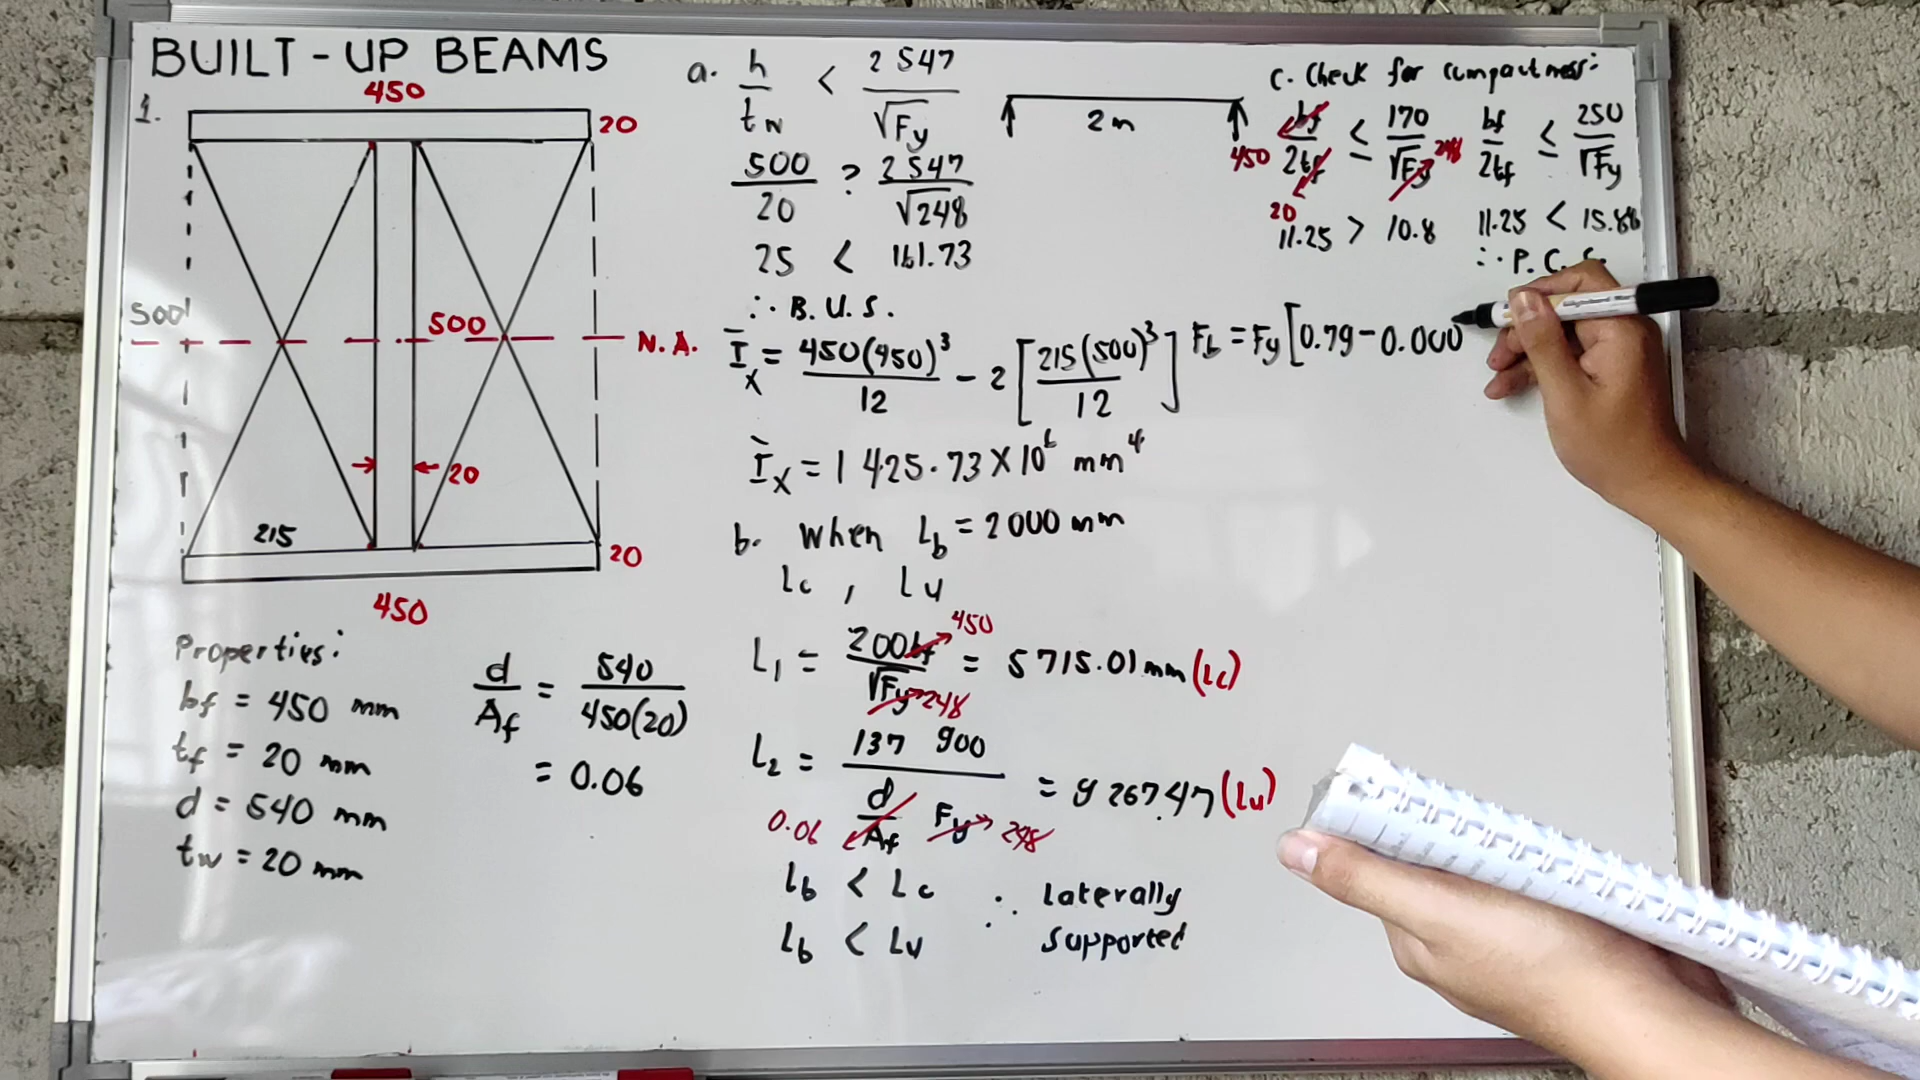 BUILT-UP BEAMS
1.
450
20
500
500
N.A.
20
215
20
450
Properties:
bf = 450 mm
tf = 20 mm
d = 540 mm
tw = 20 mm
d/Af = 540/450(20)
= 0.06
a. h/tw < 2547/√Fy
500/20 ? 2547/√248
25 < 161.73
∴ B.U.S.
Ix = 450(450)³/12 - 2[215(500)³/12]
Ix = 1 425.73 X 10⁶ mm⁴
b. when Lb = 2000 mm
Lc, Lu
L1 = 200bf/√Fy = 5715.01 mm (Lc)
450
248
L2 = 137 900/(d/Af Fy) = 9267.47 (Lu)
0.06
248
Lb < Lc
Lb < Lu
∴ laterally
supported
2m
c. Check for compactness:
bf/2tf ≤ 170/√Fy
450
248
20
11.25 > 10.8
bf/2tf ≤ 250/√Fy
11.25 < 15.88
∴ P.C.S.
Fb = Fy[0.79-0.000